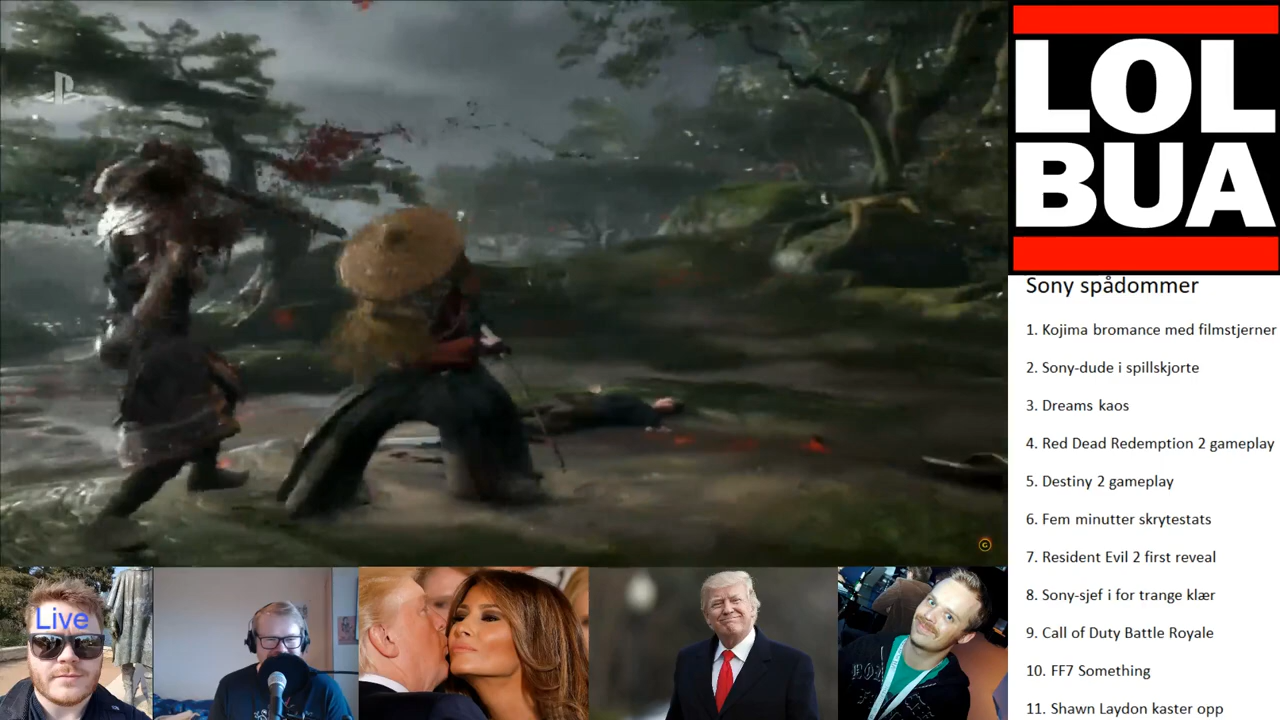 LOL
BUA
Sony spådommer
1. Kojima bromance med filmstjerner
2. Sony-dude i spillskjorte
3. Dreams kaos
4. Red Dead Redemption 2 gameplay
5. Destiny 2 gameplay
6. Fem minutter skrytestats
7. Resident Evil 2 first reveal
8. Sony-sjef i for trange klær
9. Call of Duty Battle Royale
10. FF7 Something
11. Shawn Laydon kaster opp
Live